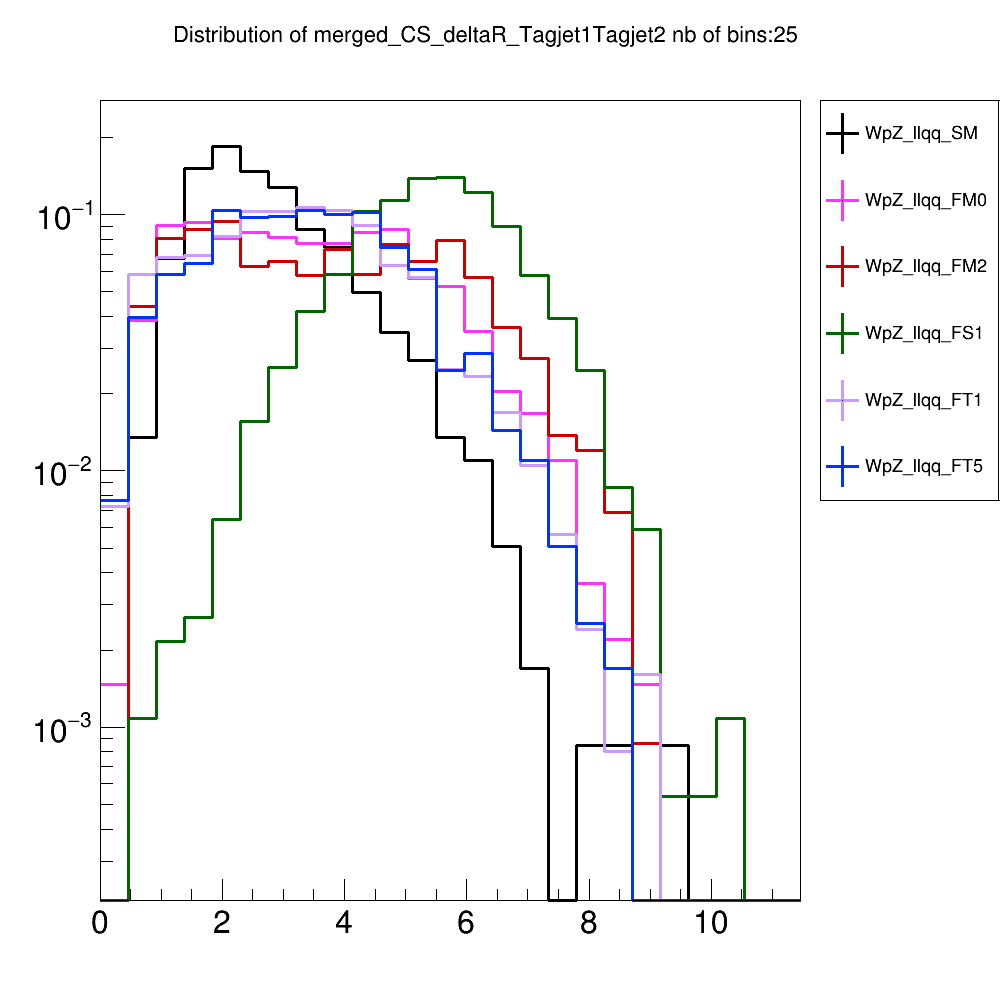 Distribution of merged_CS_deltaR_Tagjet1Tagjet2 nb of bins:25
10⁻¹
10⁻²
10⁻³
0 2 4 6 8 10
WpZ_llqq_SM
WpZ_llqq_FM0
WpZ_llqq_FM2
WpZ_llqq_FS1
WpZ_llqq_FT1
WpZ_llqq_FT5